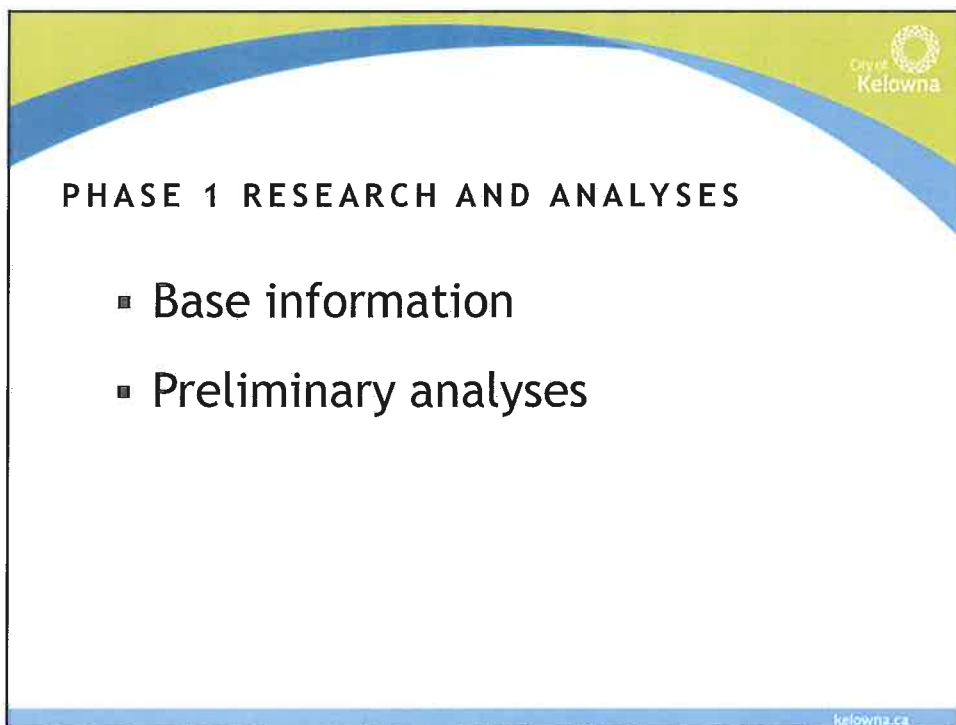 City of
Kelowna
PHASE 1 RESEARCH AND ANALYSES
▪ Base information
▪ Preliminary analyses
kelowna.ca